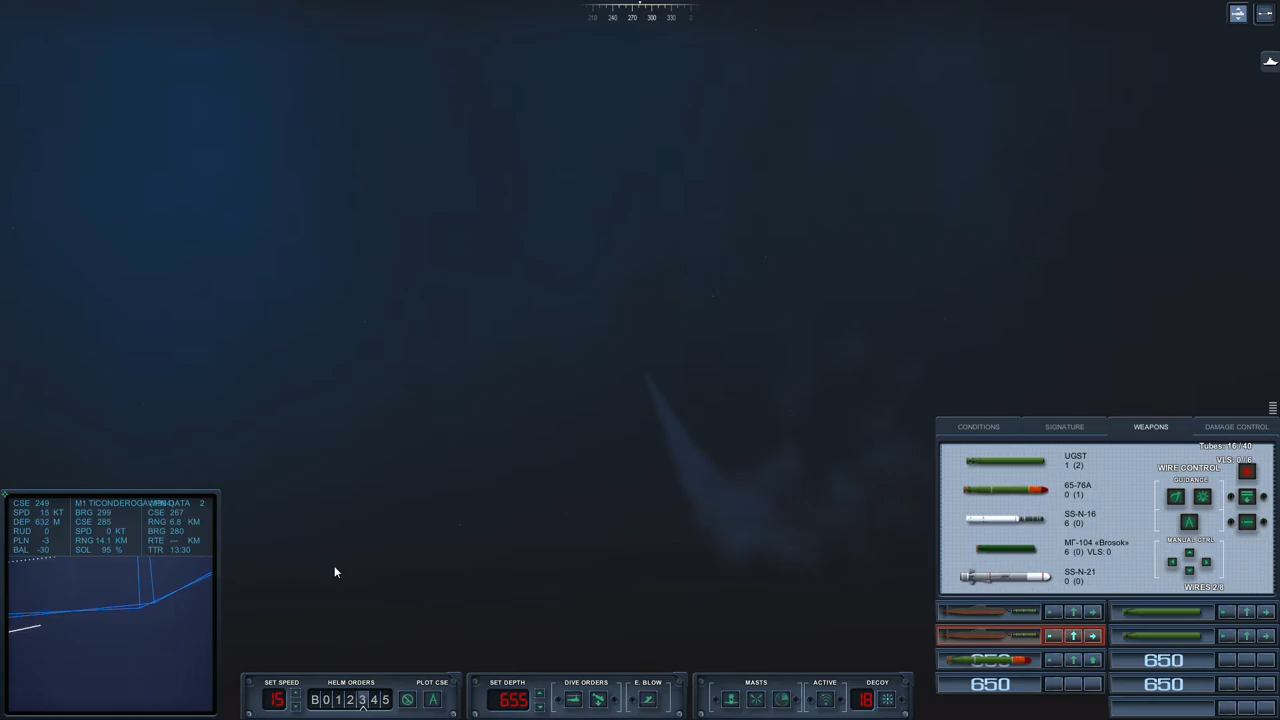 210 240 270 300 330 0
CONDITIONS SIGNATURE WEAPONS DAMAGE CONTROL
Tubes: 16 / 40
VLS: 0 / 6
UGST
1 (2)
65-76A
0 (1)
SS-N-16
6 (0)
МГ-104 «Brosok»
6 (0) VLS: 0
SS-N-21
0 (0)
WIRE CONTROL
GUIDANCE
A
MANUAL CTRL
WIRES 2/8
650 650
650 650
CSE 249
SPD 15 KT
DEP 632 M
RUD 0
PLN -3
BAL -30
M1 TICONDEROGA
BRG 299
CSE 285
SPD 0 KT
RNG 14.1 KM
SOL 95 %
DATA 2
CSE 267
RNG 6.8 KM
BRG 280
RTE --- KM
TTR 13:30
SET SPEED HELM ORDERS PLOT CSE
15 B 0 1 2 3 4 5 A
SET DEPTH DIVE ORDERS E. BLOW
655
MASTS ACTIVE DECOY
18